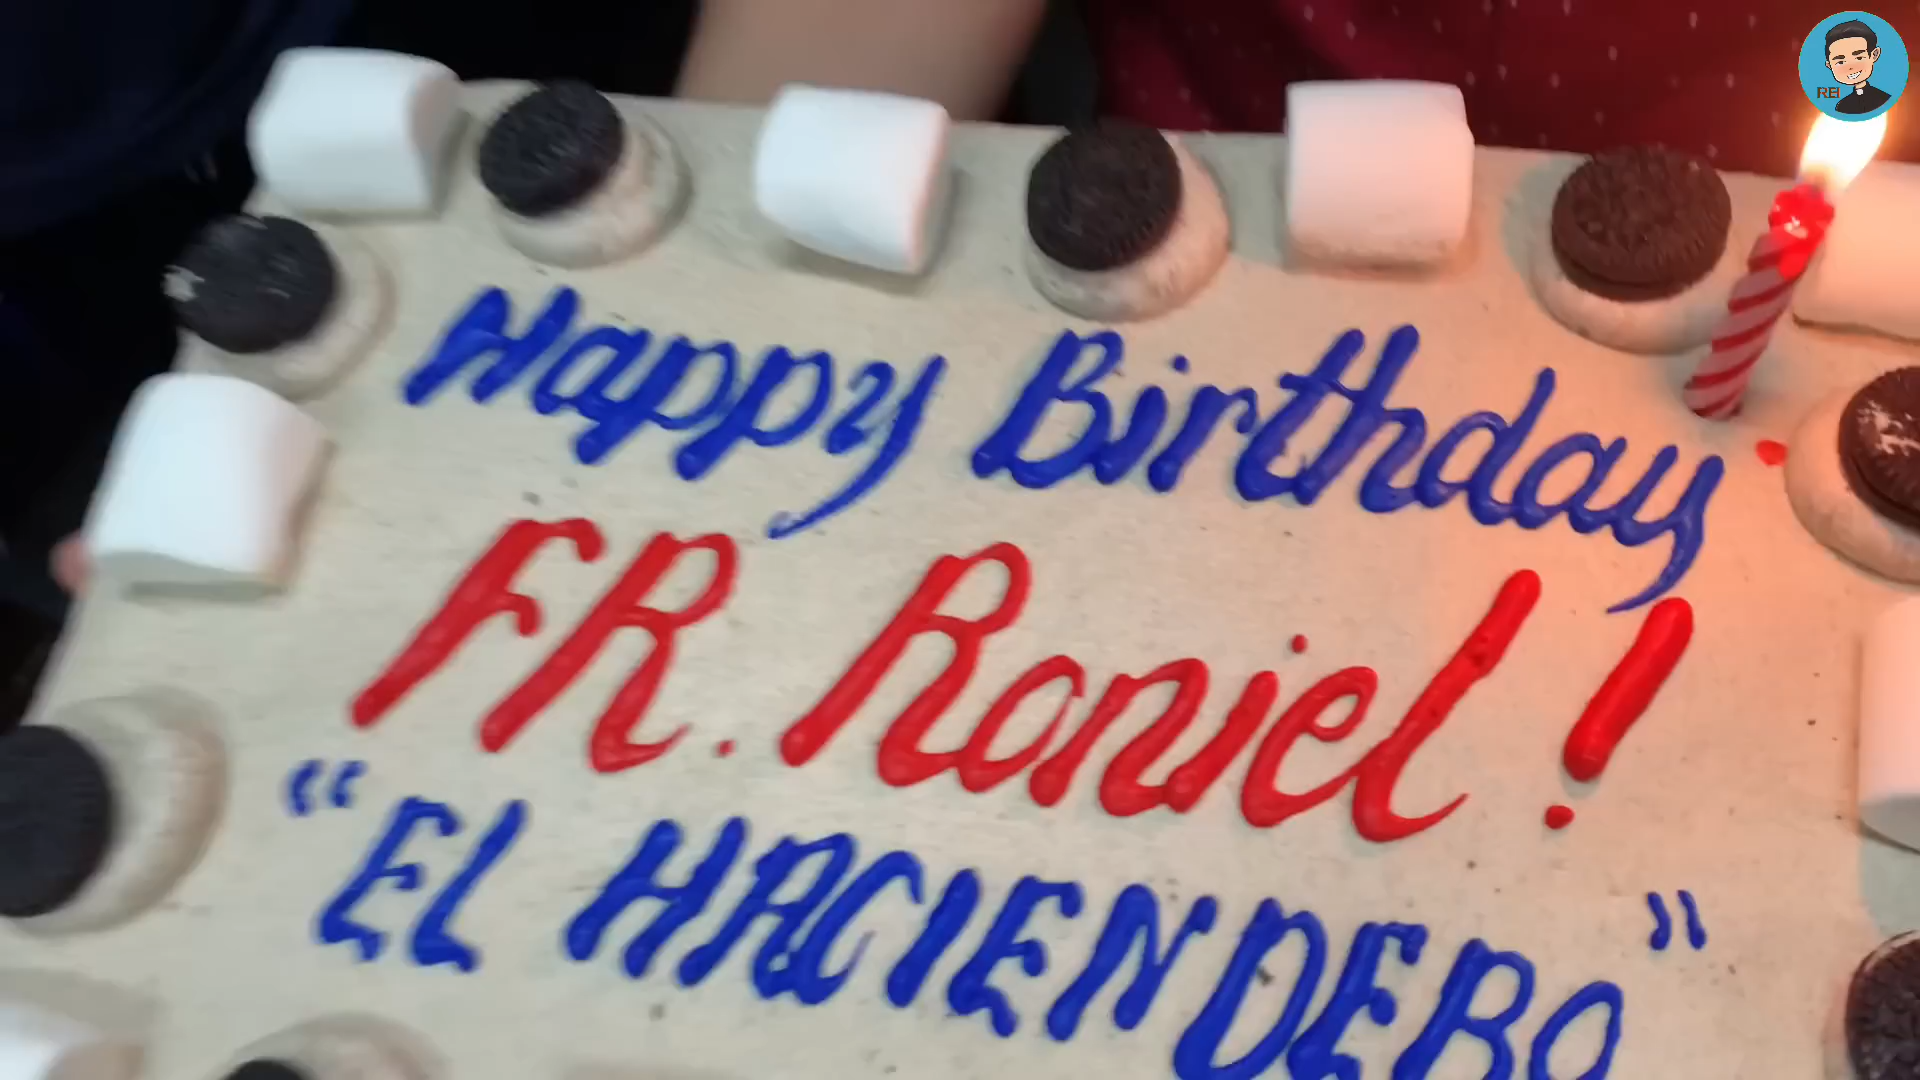 REI
Happy Birthday
FR. Roniel!
“El HACIENDERO”